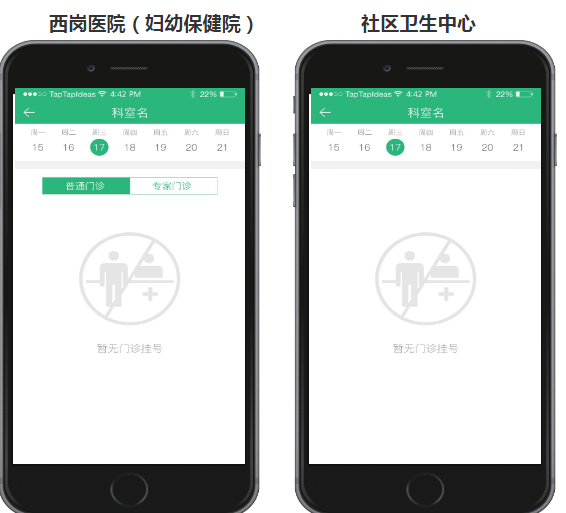 西岗医院（妇幼保健院）
社区卫生中心
TapTapIdeas 4:42 PM 22%
科室名
周一 周二 周三 周四 周五 周六 周日
15 16 17 18 19 20 21
普通门诊 专家门诊
暂无门诊挂号
TapTapIdeas 4:42 PM 22%
科室名
周一 周二 周三 周四 周五 周六 周日
15 16 17 18 19 20 21
暂无门诊挂号